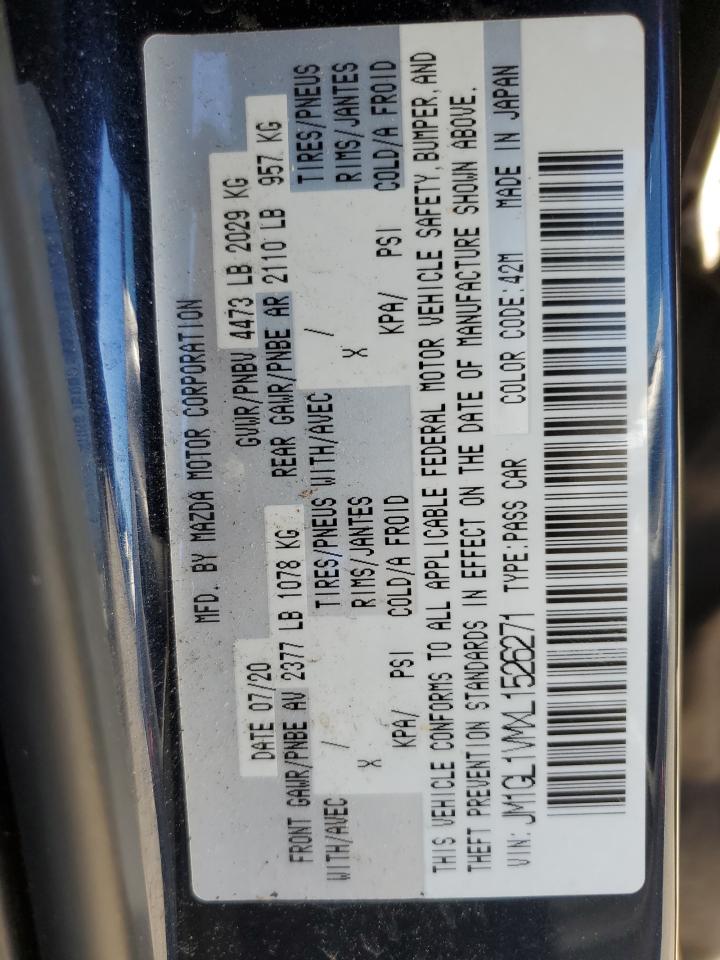 MFD. BY MAZDA MOTOR CORPORATION
DATE 07/20 GVWR/PNBV 4473 LB 2029 KG
FRONT GAWR/PNBE AV 2377 LB 1078 KG REAR GAWR/PNBE AR 2110 LB 957 KG
WITH/AVEC / TIRES/PNEUS WITH/AVEC / TIRES/PNEUS
X RIMS/JANTES X RIMS/JANTES
KPA/ PSI COLD/A FROID KPA/ PSI COLD/A FROID
THIS VEHICLE CONFORMS TO ALL APPLICABLE FEDERAL MOTOR VEHICLE SAFETY, BUMPER, AND
THEFT PREVENTION STANDARDS IN EFFECT ON THE DATE OF MANUFACTURE SHOWN ABOVE.
VIN: JM1GL1VMXL1526271 TYPE:PASS CAR COLOR CODE:42M MADE IN JAPAN